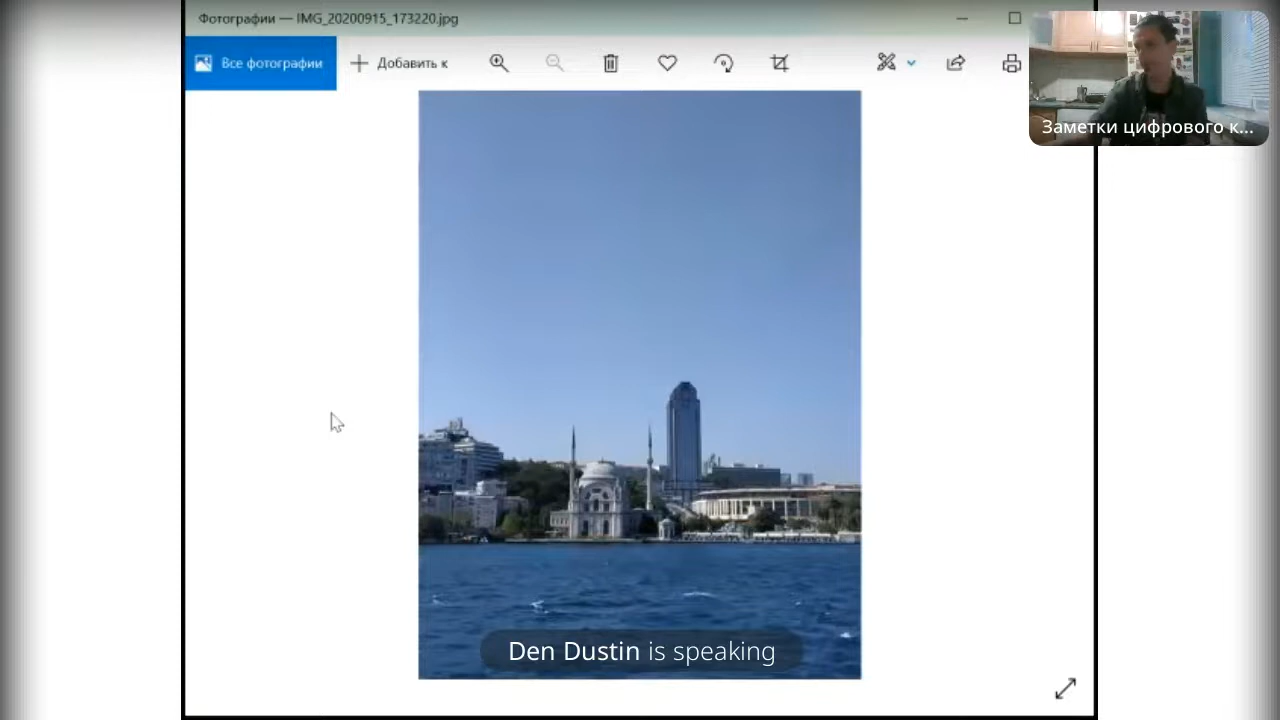 Фотографии — IMG_20200915_173220.jpg
Все фотографии
Добавить к
Заметки цифрового к...
Den Dustin is speaking